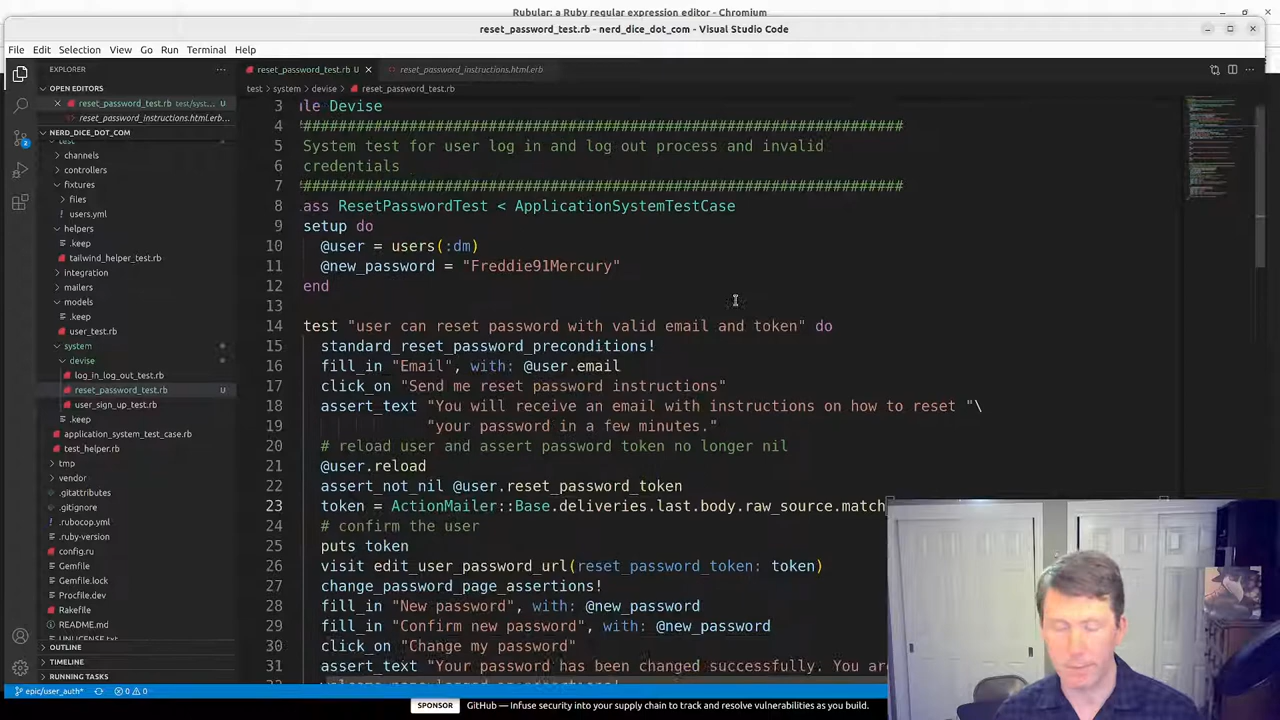 Rubular: a Ruby regular expression editor - Chromium
reset_password_test.rb - nerd_dice_dot_com - Visual Studio Code
File Edit Selection View Go Run Terminal Help
EXPLORER
reset_password_test.rb U
reset_password_instructions.html.erb
test > system > devise > reset_password_test.rb
OPEN EDITORS
reset_password_test.rb test/syst... U
reset_password_instructions.html.erb...
NERD_DICE_DOT_COM
test
channels
controllers
fixtures
files
users.yml
helpers
.keep
tailwind_helper_test.rb
integration
mailers
models
.keep
user_test.rb
system
devise
log_in_log_out_test.rb
reset_password_test.rb U
user_sign_up_test.rb
.keep
application_system_test_case.rb
test_helper.rb
tmp
vendor
.gitattributes
.gitignore
.rubocop.yml
.ruby-version
config.ru
Gemfile
Gemfile.lock
Procfile.dev
Rakefile
README.md
UNLICENSE.txt
OUTLINE
TIMELINE
RUNNING TASKS
3 le Devise
4 ####################################################################
5 System test for user log in and log out process and invalid
6 credentials
7 ####################################################################
8 ass ResetPasswordTest < ApplicationSystemTestCase
9 setup do
10 @user = users(:dm)
11 @new_password = "Freddie91Mercury"
12 end
13
14 test "user can reset password with valid email and token" do
15 standard_reset_password_preconditions!
16 fill_in "Email", with: @user.email
17 click_on "Send me reset password instructions"
18 assert_text "You will receive an email with instructions on how to reset "\
19 "your password in a few minutes."
20 # reload user and assert password token no longer nil
21 @user.reload
22 assert_not_nil @user.reset_password_token
23 token = ActionMailer::Base.deliveries.last.body.raw_source.match
24 # confirm the user
25 puts token
26 visit edit_user_password_url(reset_password_token: token)
27 change_password_page_assertions!
28 fill_in "New password", with: @new_password
29 fill_in "Confirm new password", with: @new_password
30 click_on "Change my password"
31 assert_text "Your password has been changed successfully. You are
epic/user_auth* 0 0
SPONSOR GitHub — Infuse security into your supply chain to track and resolve vulnerabilities as you build.